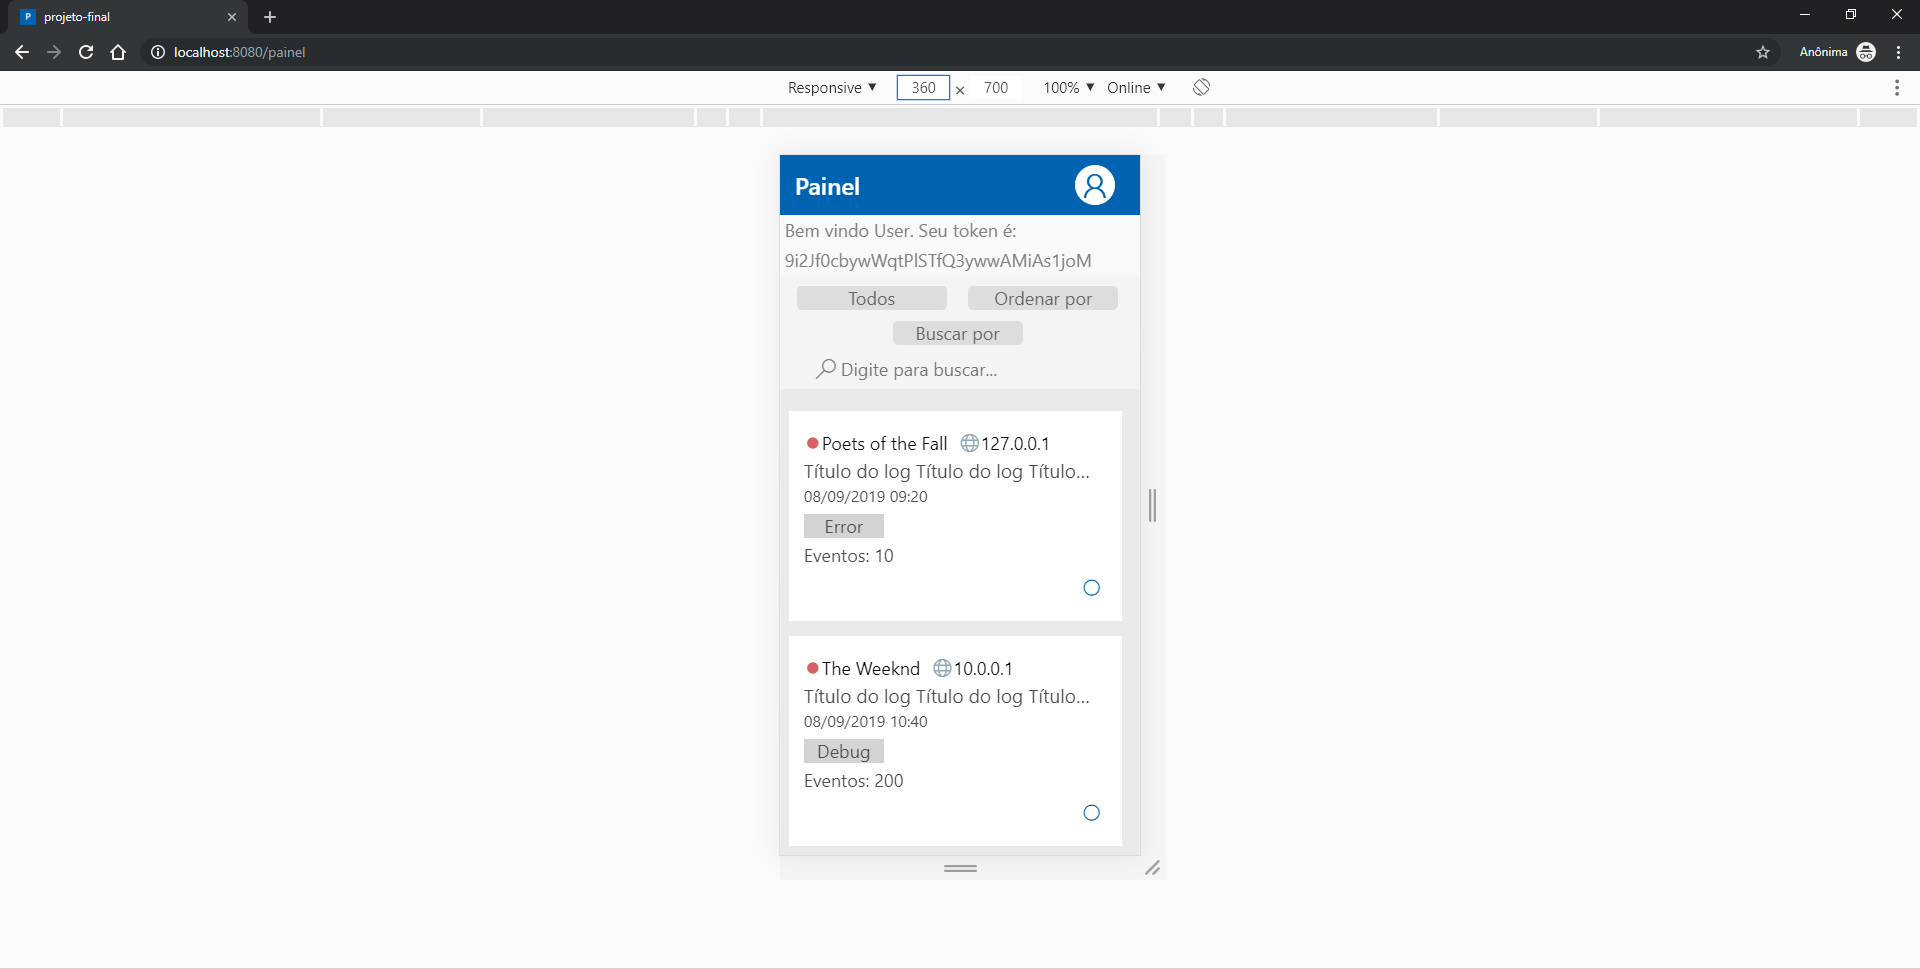 P projeto-final
localhost:8080/painel
Anônima
Responsive 360 × 700 100% Online
Painel
Bem vindo User. Seu token é:
9i2Jf0cbywWqtPlSTfQ3ywwAMiAs1joM
Todos Ordenar por
Buscar por
Digite para buscar...
Poets of the Fall 127.0.0.1
Título do log Título do log Título...
08/09/2019 09:20
Error
Eventos: 10
The Weeknd 10.0.0.1
Título do log Título do log Título...
08/09/2019 10:40
Debug
Eventos: 200